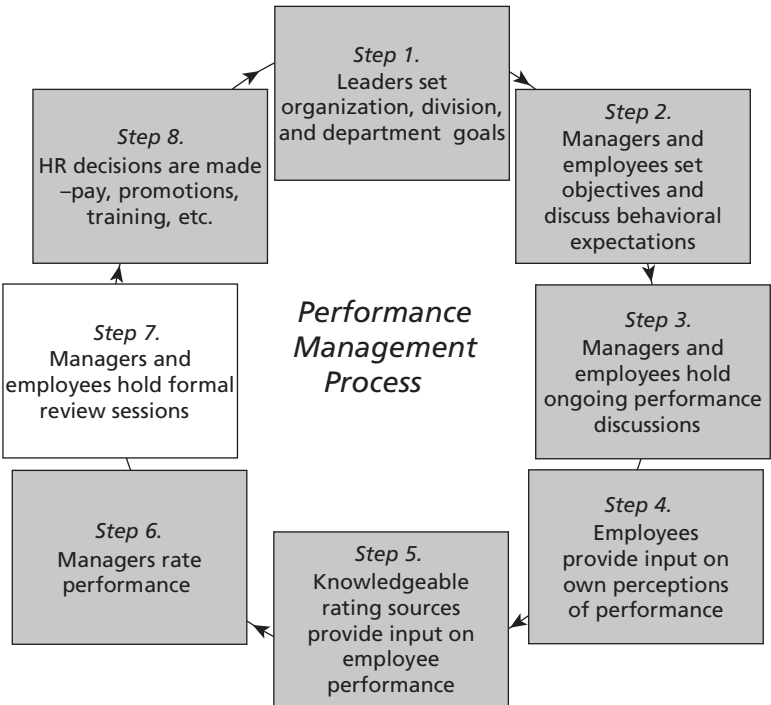 Step 1.
Leaders set
organization, division,
and department goals
Step 2.
Managers and
employees set
objectives and
discuss behavioral
expectations
Step 3.
Managers and
employees hold
ongoing performance
discussions
Step 4.
Employees
provide input on
own perceptions
of performance
Step 5.
Knowledgeable
rating sources
provide input on
employee
performance
Step 6.
Managers rate
performance
Step 7.
Managers and
employees hold formal
review sessions
Step 8.
HR decisions are made
–pay, promotions,
training, etc.
Performance
Management
Process